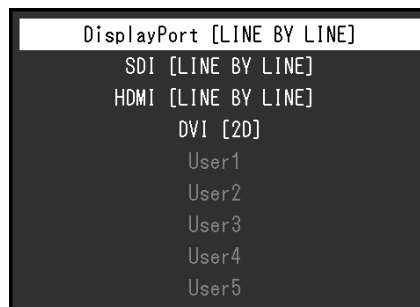 DisplayPort [LINE BY LINE]
SDI [LINE BY LINE]
HDMI [LINE BY LINE]
DVI [2D]
User1
User2
User3
User4
User5